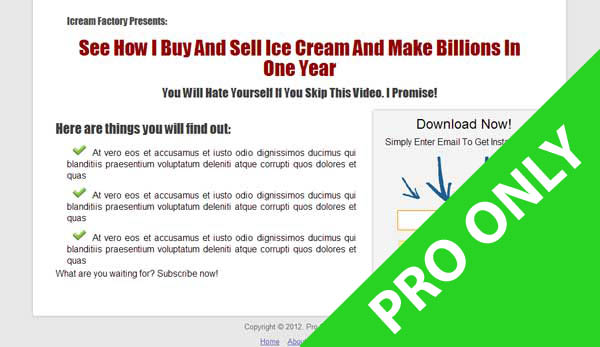 Icream Factory Presents:
See How I Buy And Sell Ice Cream And Make Billions In
One Year
You Will Hate Yourself If You Skip This Video. I Promise!
Here are things you will find out:
At vero eos et accusamus et iusto odio dignissimos ducimus qui
blanditiis praesentium voluptatum deleniti atque corrupti quos dolores et
quas
At vero eos et accusamus et iusto odio dignissimos ducimus qui
blanditiis praesentium voluptatum deleniti atque corrupti quos dolores et
quas
At vero eos et accusamus et iusto odio dignissimos ducimus qui
blanditiis praesentium voluptatum deleniti atque corrupti quos dolores et
quas
What are you waiting for? Subscribe now!
Download Now!
Simply Enter Email To Get
PRO ONLY
Copyright © 2012.
Home